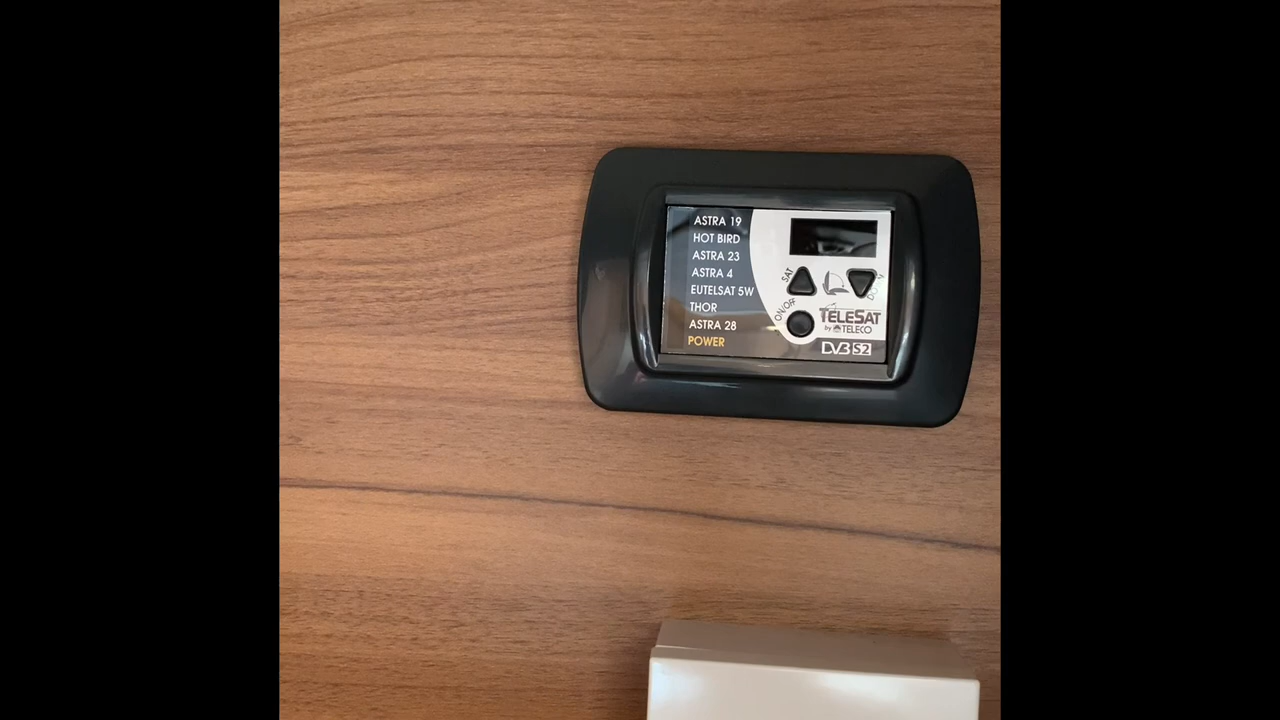 ASTRA 19
HOT BIRD
ASTRA 23
ASTRA 4
EUTELSAT 5W
THOR
ASTRA 28
POWER
SAT
DOWN
ON/OFF
TELESAT
by TELECO
DVB S2